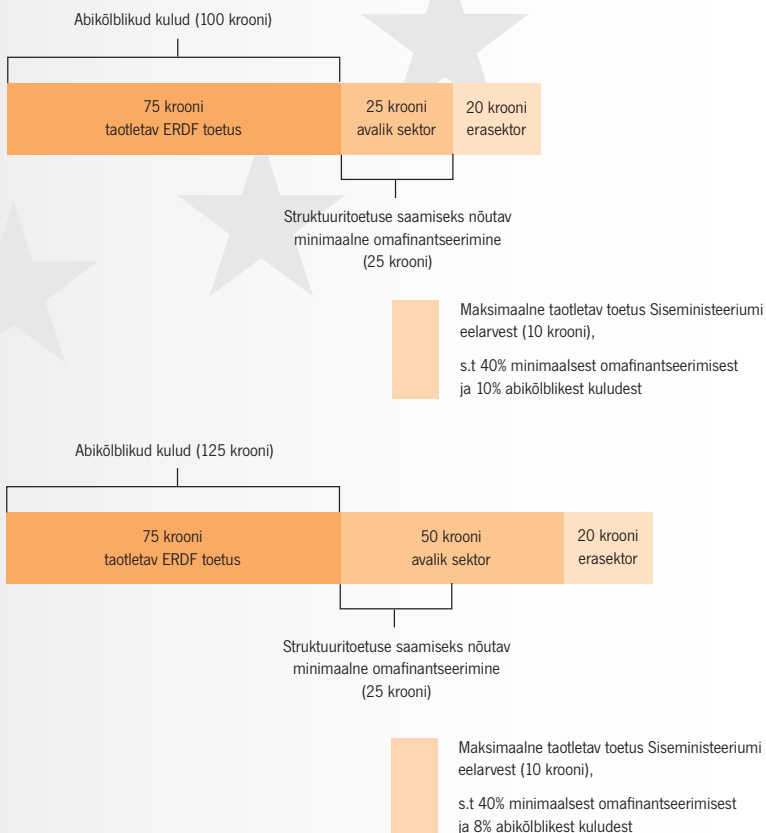 Abikõlblikud kulud (100 krooni)
75 krooni
taotletav ERDF toetus
25 krooni
avalik sektor
20 krooni
erasektor
Struktuuritoetuse saamiseks nõutav
minimaalne omafinantseerimine
(25 krooni)
Maksimaalne taotletav toetus Siseministeeriumi
eelarvest (10 krooni),
s.t 40% minimaalsest omafinantseerimisest
ja 10% abikõlblikest kuludest
Abikõlblikud kulud (125 krooni)
75 krooni
taotletav ERDF toetus
50 krooni
avalik sektor
20 krooni
erasektor
Struktuuritoetuse saamiseks nõutav
minimaalne omafinantseerimine
(25 krooni)
Maksimaalne taotletav toetus Siseministeeriumi
eelarvest (10 krooni),
s.t 40% minimaalsest omafinantseerimisest
ja 8% abikõlblikest kuludest